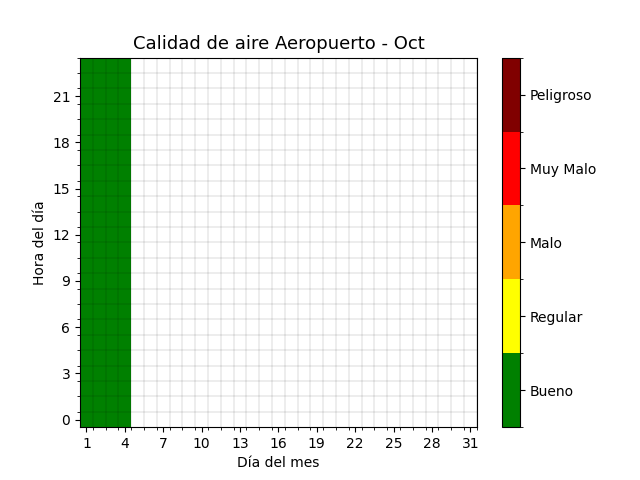 Calidad de aire Aeropuerto - Oct
21
18
15
12
9
6
3
0
Hora del día
1 4 7 10 13 16 19 22 25 28 31
Día del mes
Peligroso
Muy Malo
Malo
Regular
Bueno